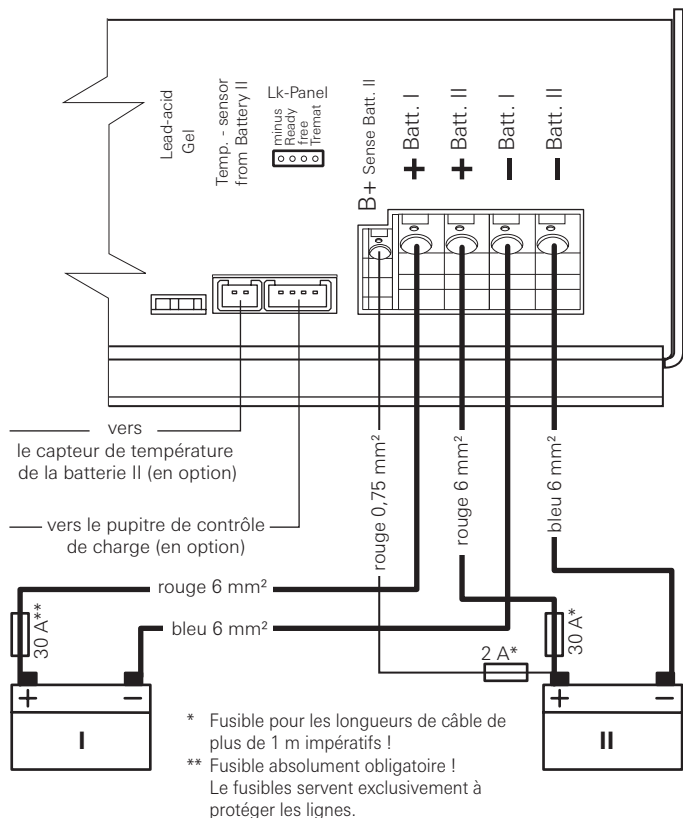 Lead-acid
Gel
Temp. - sensor
from Battery II
Lk-Panel
minus
Ready
free
Tremat
B+ Sense Batt. II
+ Batt. I
+ Batt. II
− Batt. I
− Batt. II
vers
le capteur de température
de la batterie II (en option)
vers le pupitre de contrôle
de charge (en option)
rouge 0,75 mm²
rouge 6 mm²
bleu 6 mm²
rouge 6 mm²
bleu 6 mm²
30 A**
2 A*
30 A*
+ −
I
+ −
II
* Fusible pour les longueurs de câble de
plus de 1 m impératifs !
** Fusible absolument obligatoire !
Le fusibles servent exclusivement à
protéger les lignes.